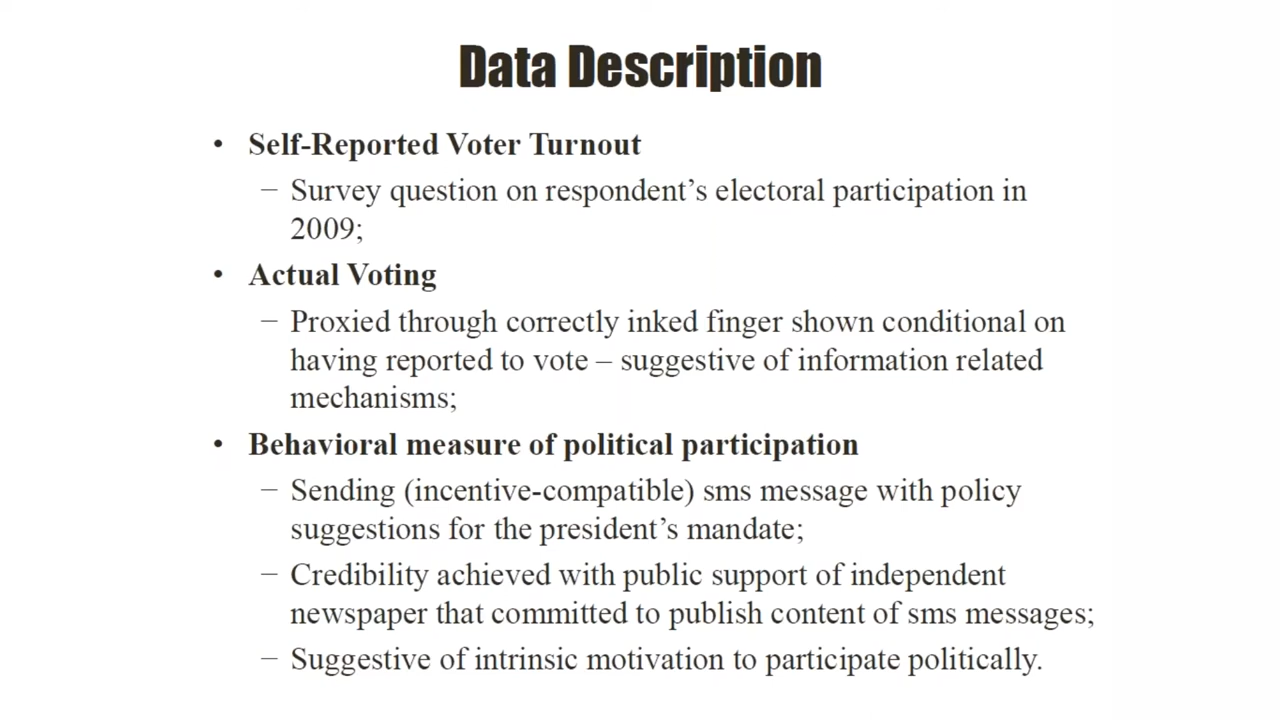 Data Description
• Self-Reported Voter Turnout
– Survey question on respondent’s electoral participation in
2009;
• Actual Voting
– Proxied through correctly inked finger shown conditional on
having reported to vote – suggestive of information related
mechanisms;
• Behavioral measure of political participation
– Sending (incentive-compatible) sms message with policy
suggestions for the president’s mandate;
– Credibility achieved with public support of independent
newspaper that committed to publish content of sms messages;
– Suggestive of intrinsic motivation to participate politically.